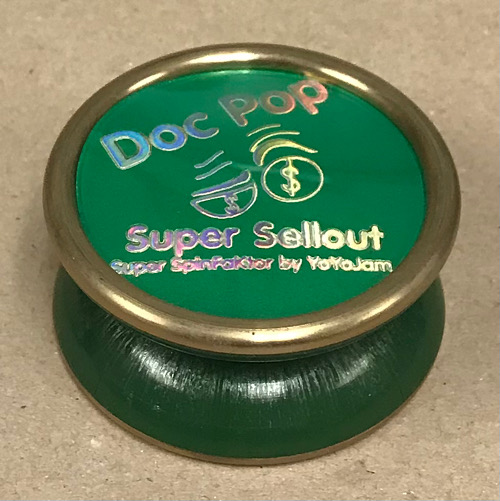 Doc Pop
$
Super Sellout
Super SpinFaktor by YoYoJam